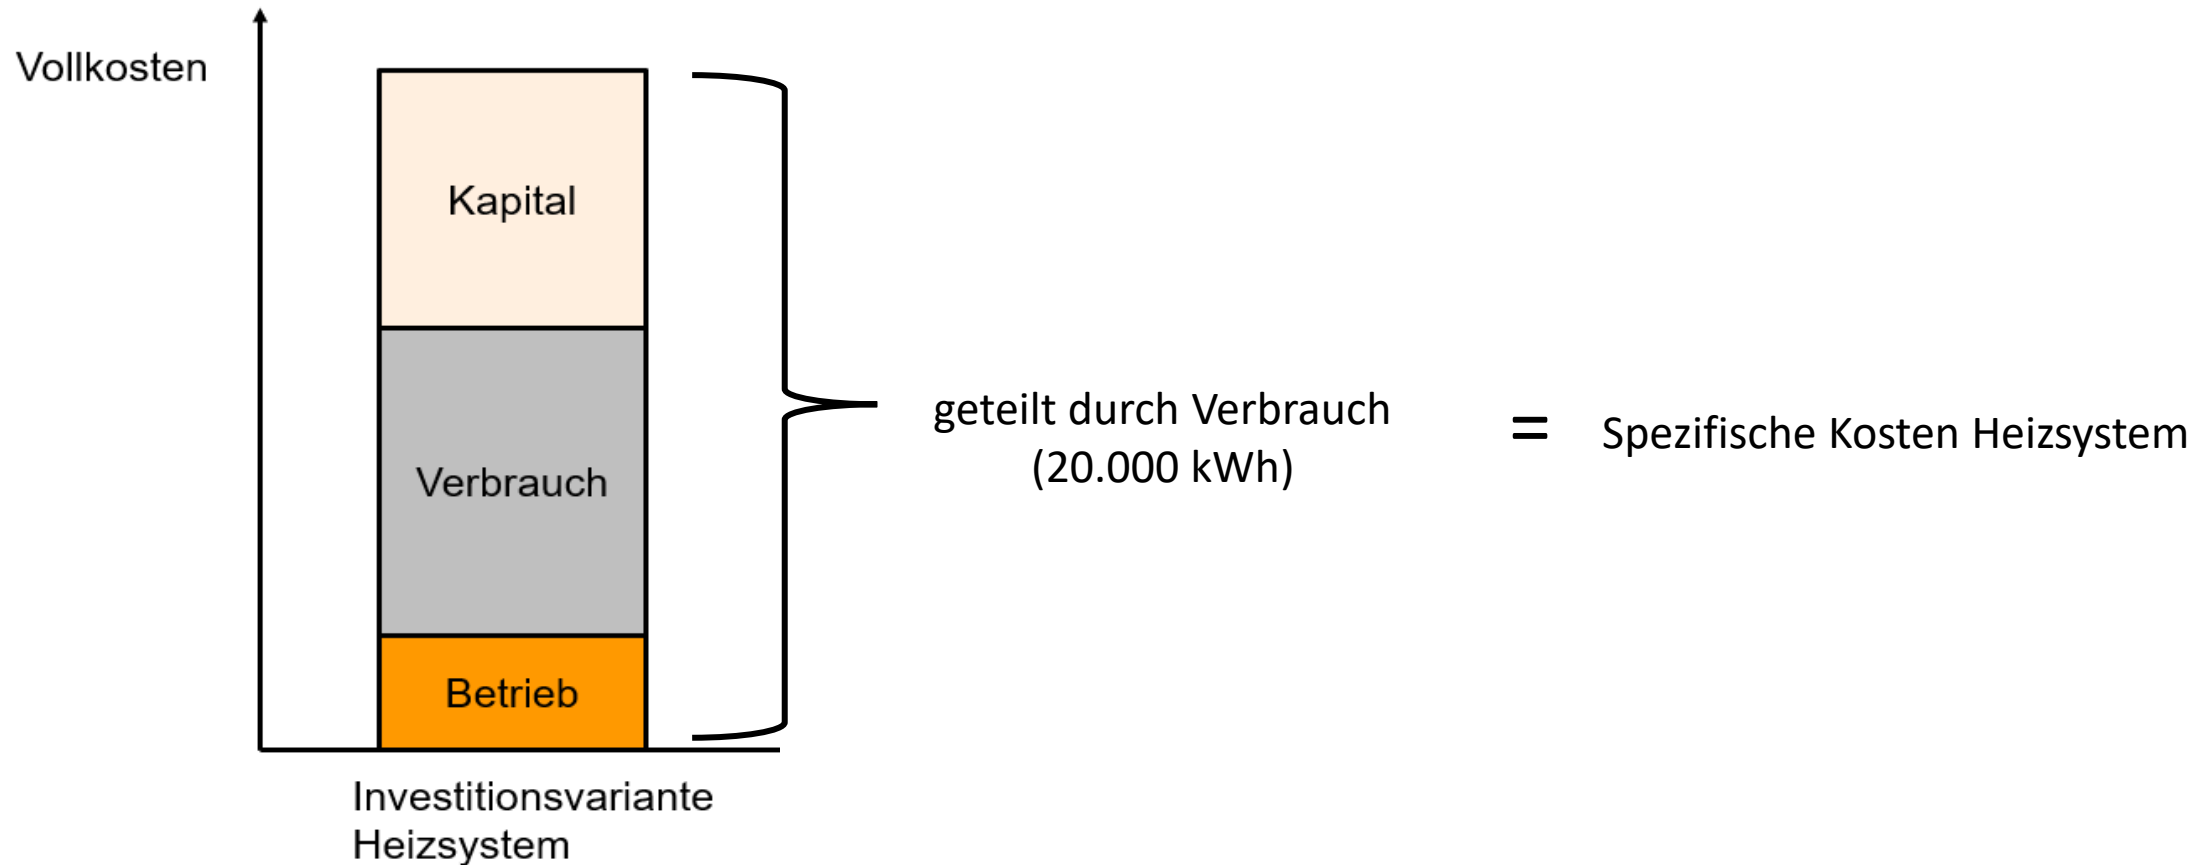 Vollkosten
Kapital
Verbrauch
Betrieb
Investitionsvariante
Heizsystem
geteilt durch Verbrauch
(20.000 kWh)
=
Spezifische Kosten Heizsystem